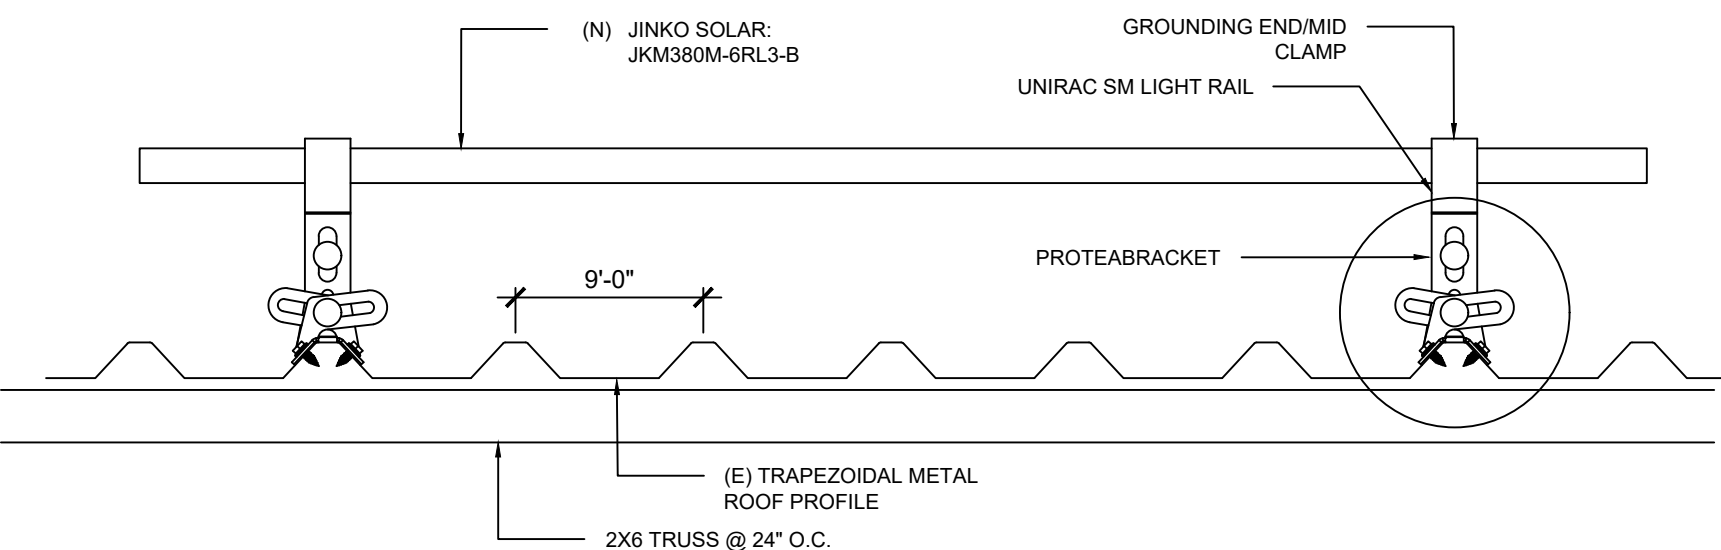 (N) JINKO SOLAR:
JKM380M-6RL3-B
GROUNDING END/MID
CLAMP
UNIRAC SM LIGHT RAIL
PROTEABRACKET
9'-0"
(E) TRAPEZOIDAL METAL
ROOF PROFILE
2X6 TRUSS @ 24" O.C.